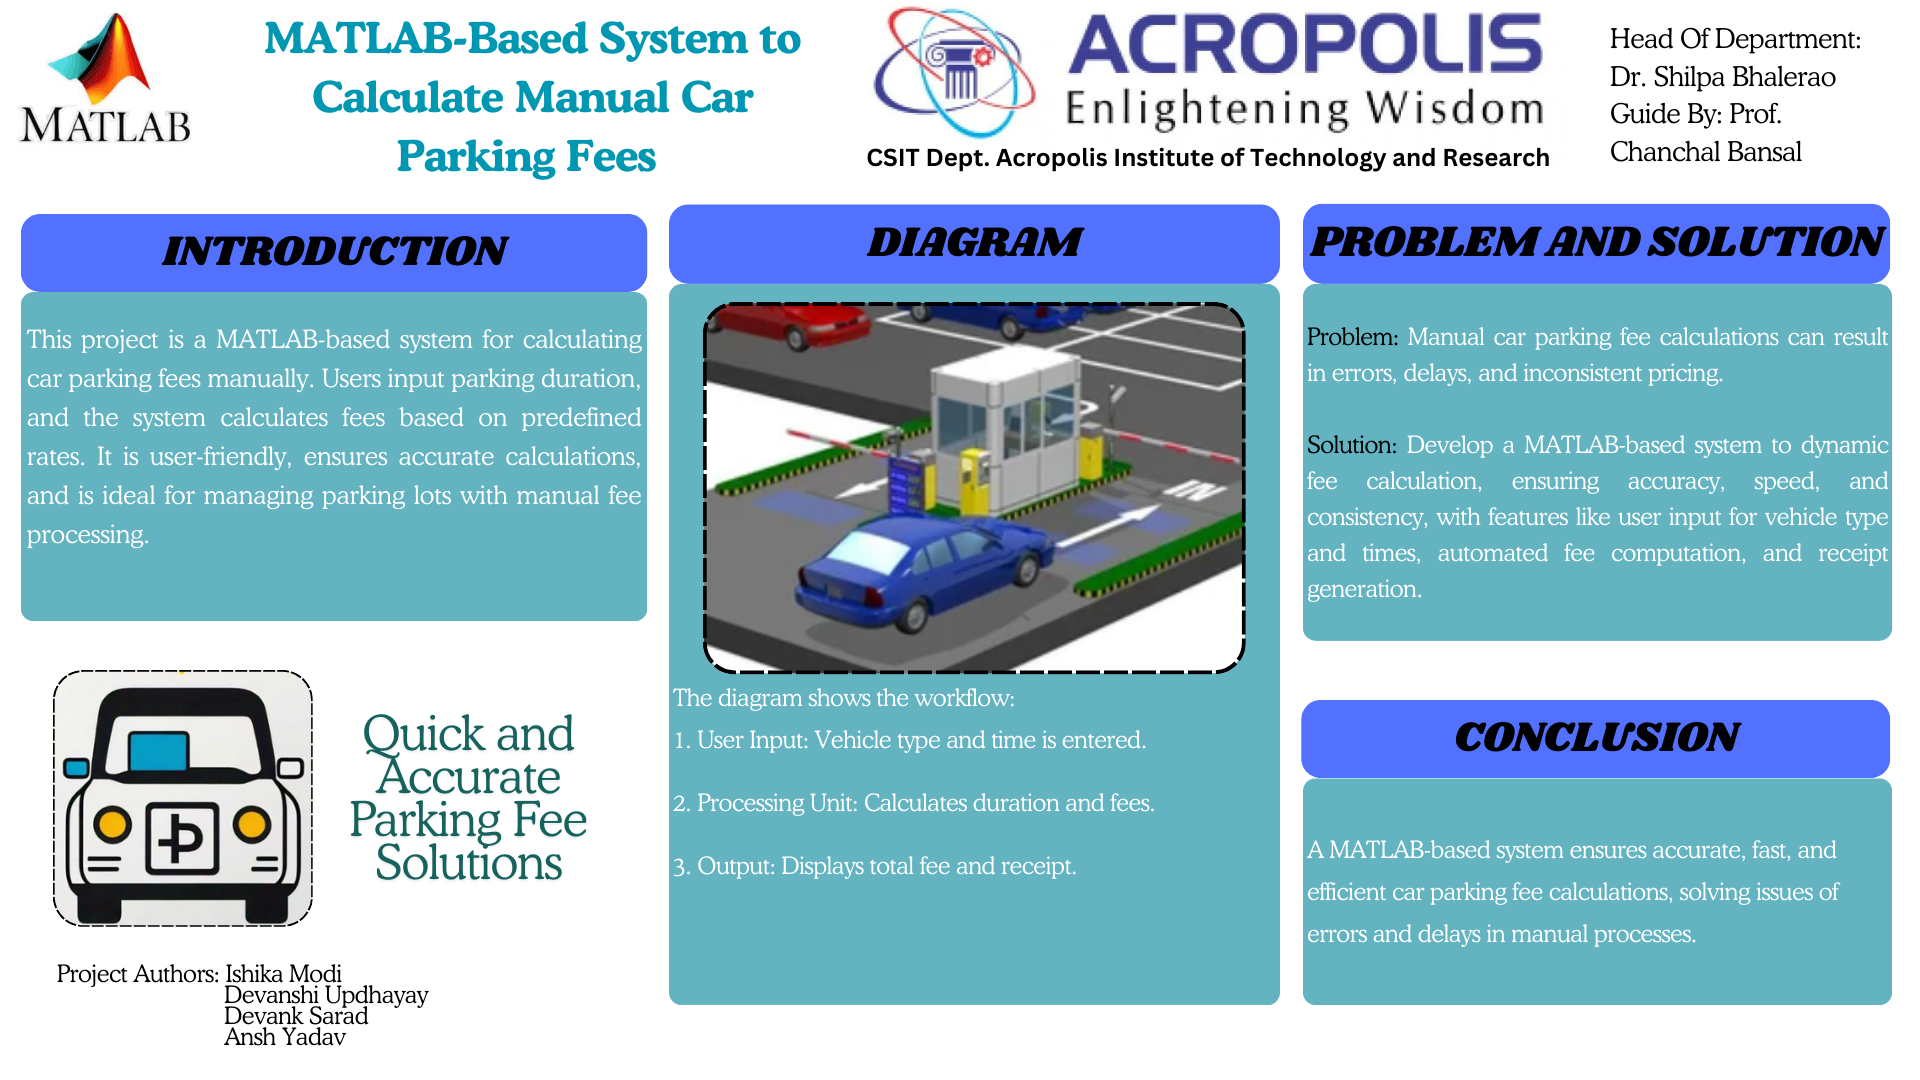 MATLAB
MATLAB-Based System to
Calculate Manual Car
Parking Fees
ACROPOLIS
Enlightening Wisdom
CSIT Dept. Acropolis Institute of Technology and Research
Head Of Department:
Dr. Shilpa Bhalerao
Guide By: Prof.
Chanchal Bansal
INTRODUCTION
This project is a MATLAB-based system for calculating
car parking fees manually. Users input parking duration,
and the system calculates fees based on predefined
rates. It is user-friendly, ensures accurate calculations,
and is ideal for managing parking lots with manual fee
processing.
Quick and
Accurate
Parking Fee
Solutions
Project Authors: Ishika Modi
Devanshi Updhayay
Devank Sarad
Ansh Yadav
DIAGRAM
IN
The diagram shows the workflow:
1. User Input: Vehicle type and time is entered.
2. Processing Unit: Calculates duration and fees.
3. Output: Displays total fee and receipt.
PROBLEM AND SOLUTION
Problem: Manual car parking fee calculations can result
in errors, delays, and inconsistent pricing.
Solution: Develop a MATLAB-based system to dynamic
fee calculation, ensuring accuracy, speed, and
consistency, with features like user input for vehicle type
and times, automated fee computation, and receipt
generation.
CONCLUSION
A MATLAB-based system ensures accurate, fast, and
efficient car parking fee calculations, solving issues of
errors and delays in manual processes.